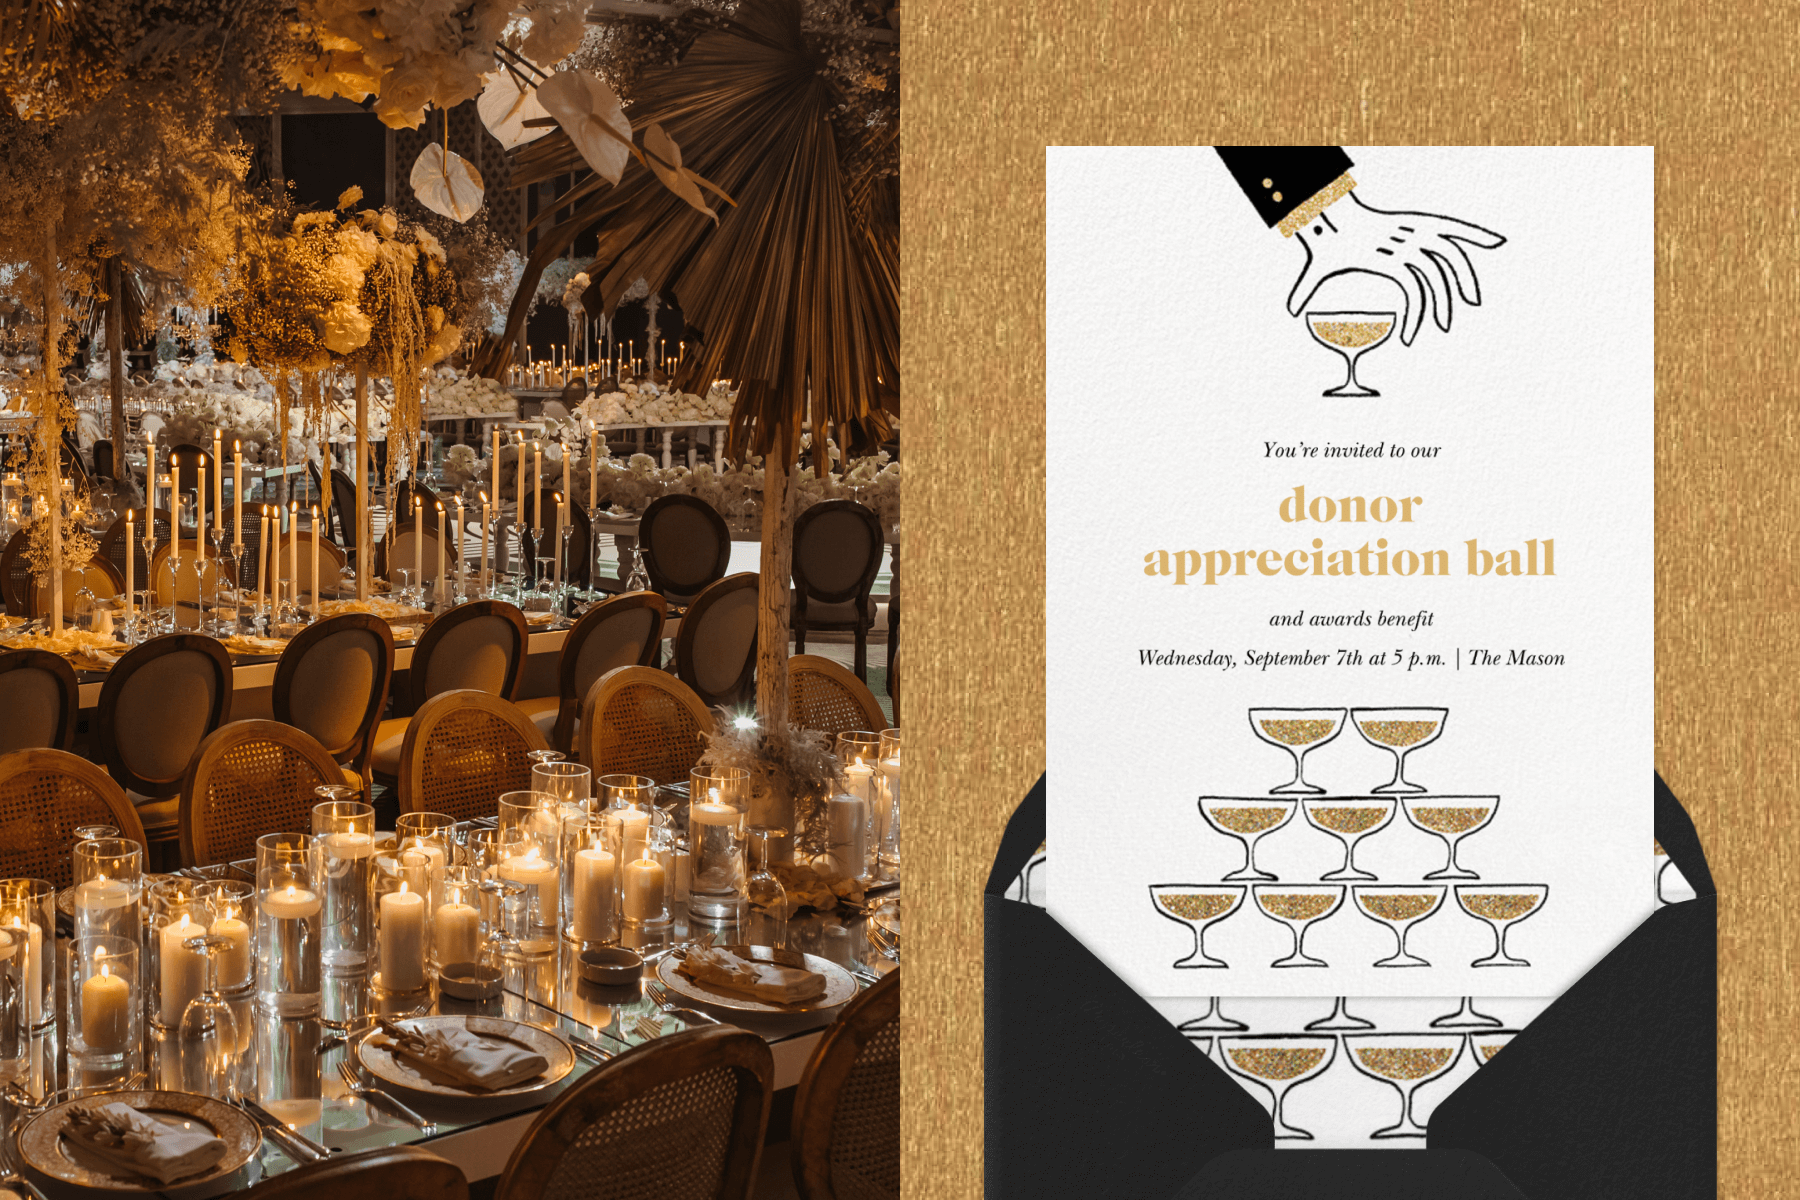 You’re invited to our
donor
appreciation ball
and awards benefit
Wednesday, September 7th at 5 p.m. | The Mason